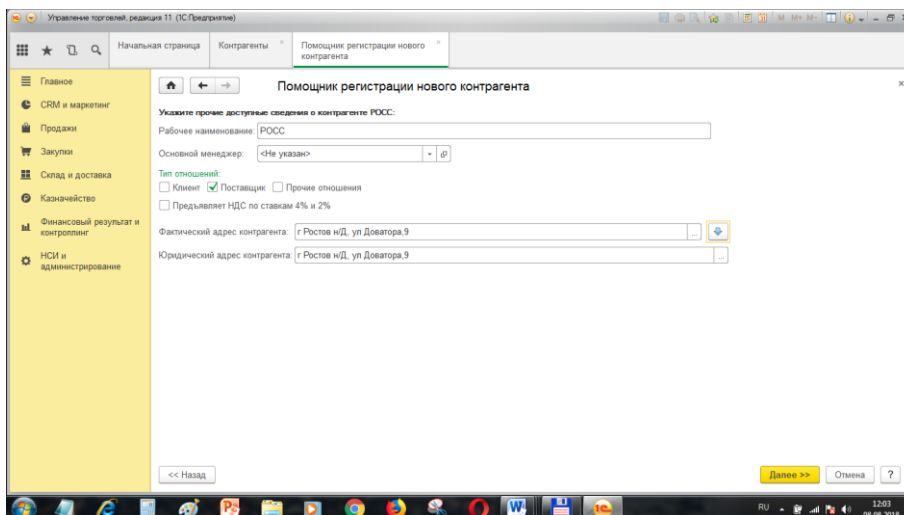 Управление торговлей, редакция 11 (1С:Предприятие)
M M+ M-
Начальная страница
Контрагенты
Помощник регистрации нового
контрагента
Главное
CRM и маркетинг
Продажи
Закупки
Склад и доставка
Казначейство
Финансовый результат и
контроллинг
НСИ и
администрирование
Помощник регистрации нового контрагента
Укажите прочие доступные сведения о контрагенте РОСС:
Рабочее наименование: РОСС
Основной менеджер: <Не указан>
Тип отношений:
Клиент Поставщик Прочие отношения
Предъявляет НДС по ставкам 4% и 2%
Фактический адрес контрагента: г Ростов н/Д, ул Доватора,9 ...
Юридический адрес контрагента: г Ростов н/Д, ул Доватора,9 ...
<< Назад
Далее >>
Отмена
?
RU
12:03
08.08.2018